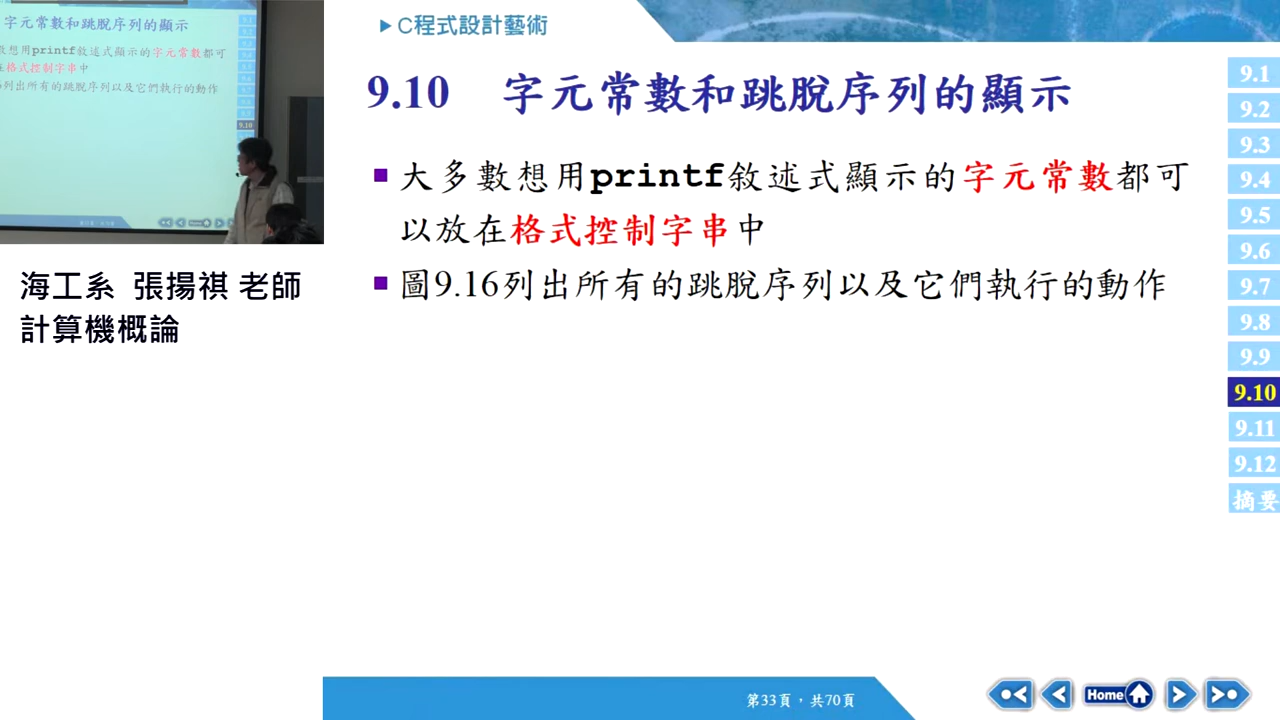 字元常數和跳脫序列的顯示
想用printf敘述式顯示的字元常數都可
在格式控制字串中
列出所有的跳脫序列以及它們執行的動作
9.10
海工系 張揚祺 老師
計算機概論
C程式設計藝術
9.10 字元常數和跳脫序列的顯示
大多數想用printf敘述式顯示的字元常數都可
以放在格式控制字串中
圖9.16列出所有的跳脫序列以及它們執行的動作
9.1
9.2
9.3
9.4
9.5
9.6
9.7
9.8
9.9
9.10
9.11
9.12
摘要
第33頁，共70頁
Home